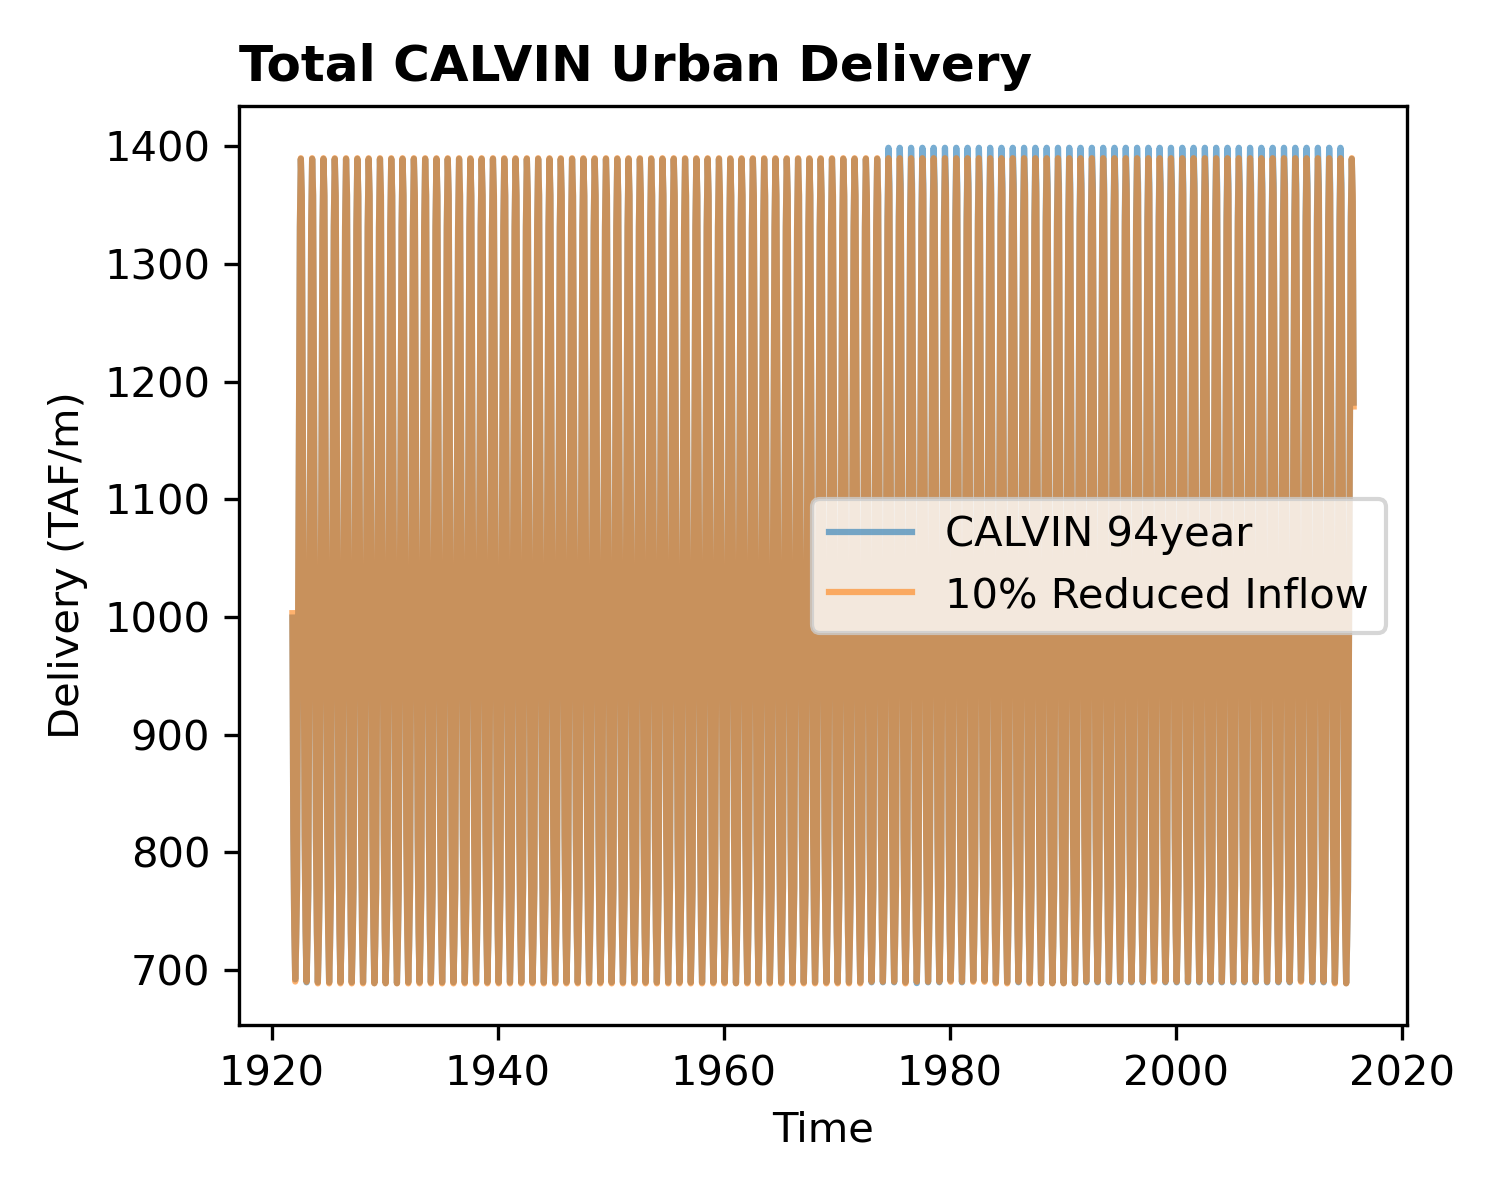 Total CALVIN Urban Delivery
1400
1300
1200
1100
1000
900
800
700
Delivery (TAF/m)
CALVIN 94year
10% Reduced Inflow
1920 1940 1960 1980 2000 2020
Time